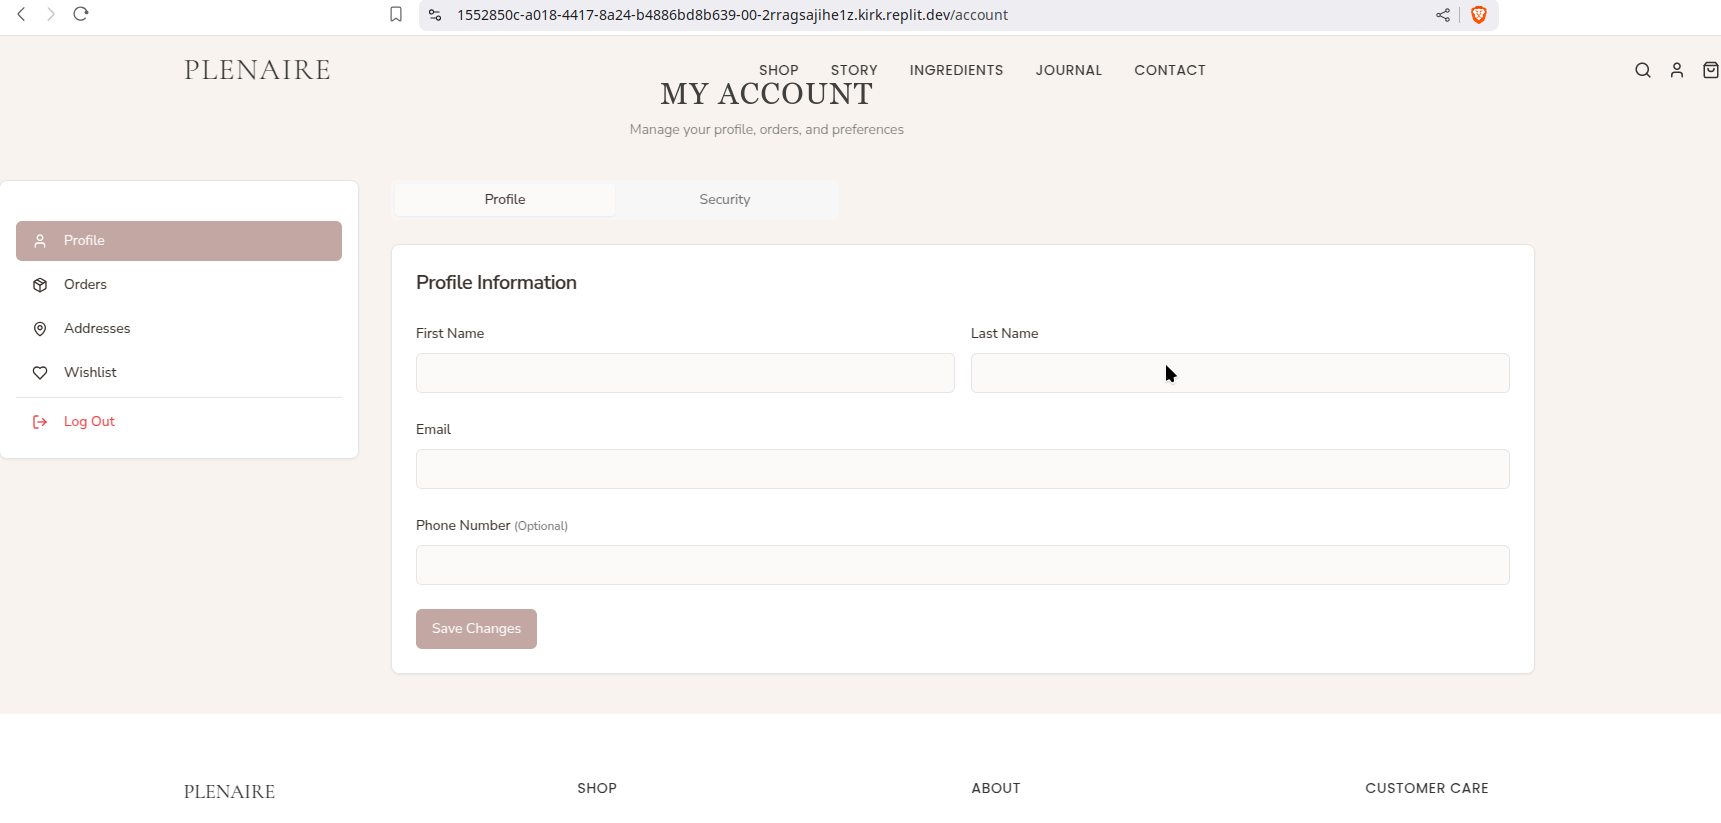 1552850c-a018-4417-8a24-b4886bd8b639-00-2rragsajihe1z.kirk.replit.dev/account
PLENAIRE
SHOP STORY INGREDIENTS JOURNAL CONTACT
MY ACCOUNT
Manage your profile, orders, and preferences
Profile
Orders
Addresses
Wishlist
Log Out
Profile Security
Profile Information
First Name Last Name
Email
Phone Number (Optional)
Save Changes
PLENAIRE SHOP ABOUT CUSTOMER CARE